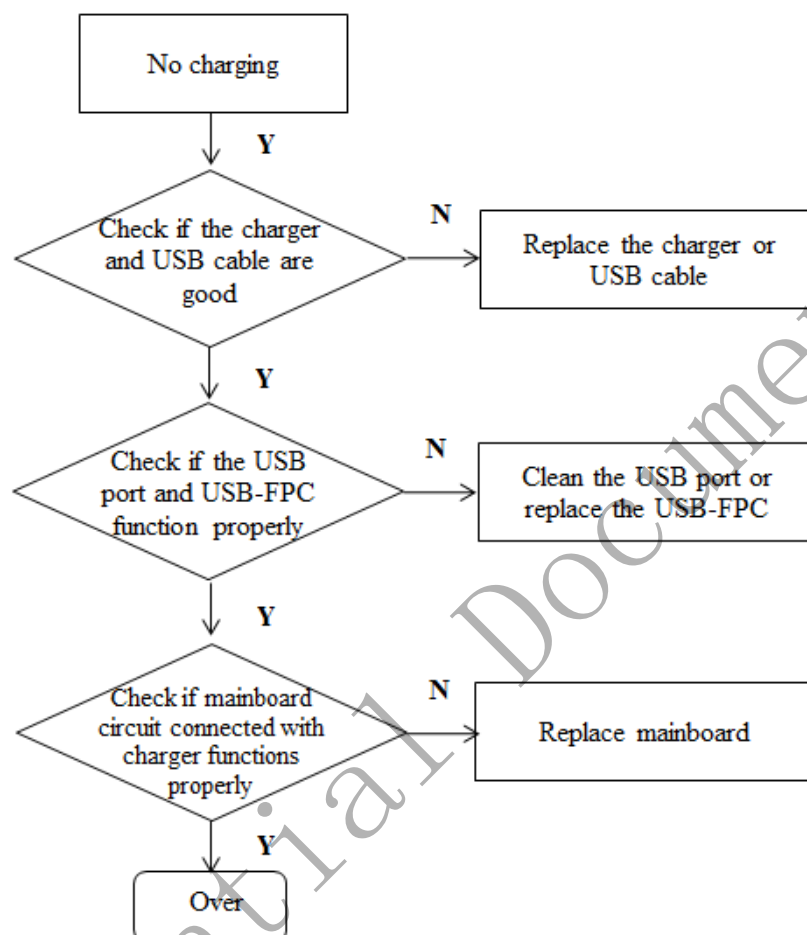 No charging
Y
Check if the charger
and USB cable are
good
N
Replace the charger or
USB cable
Y
Check if the USB
port and USB-FPC
function properly
N
Clean the USB port or
replace the USB-FPC
Y
Check if mainboard
circuit connected with
charger functions
properly
N
Replace mainboard
Y
Over